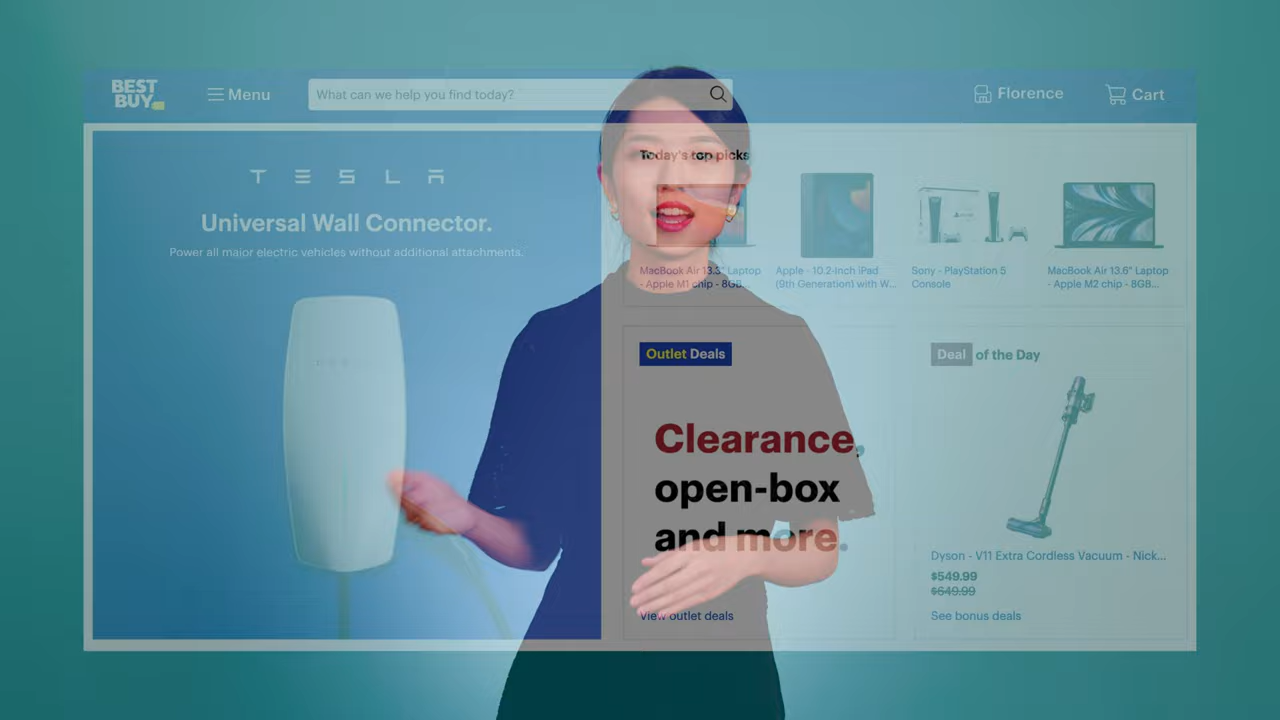 BEST
BUY
Menu
What can we help you find today?
Florence
Cart
TESLA
Universal Wall Connector.
Power all major electric vehicles without additional attachments.
Today's top picks
MacBook Air 13.3" Laptop
- Apple M1 chip - 8GB...
Apple - 10.2-Inch iPad
(9th Generation) with W...
Sony - PlayStation 5
Console
MacBook Air 13.6" Laptop
- Apple M2 chip - 8GB...
Outlet Deals
Clearance,
open-box
and more.
View outlet deals
Deal of the Day
Dyson - V11 Extra Cordless Vacuum - Nick...
$549.99
$649.99
See bonus deals